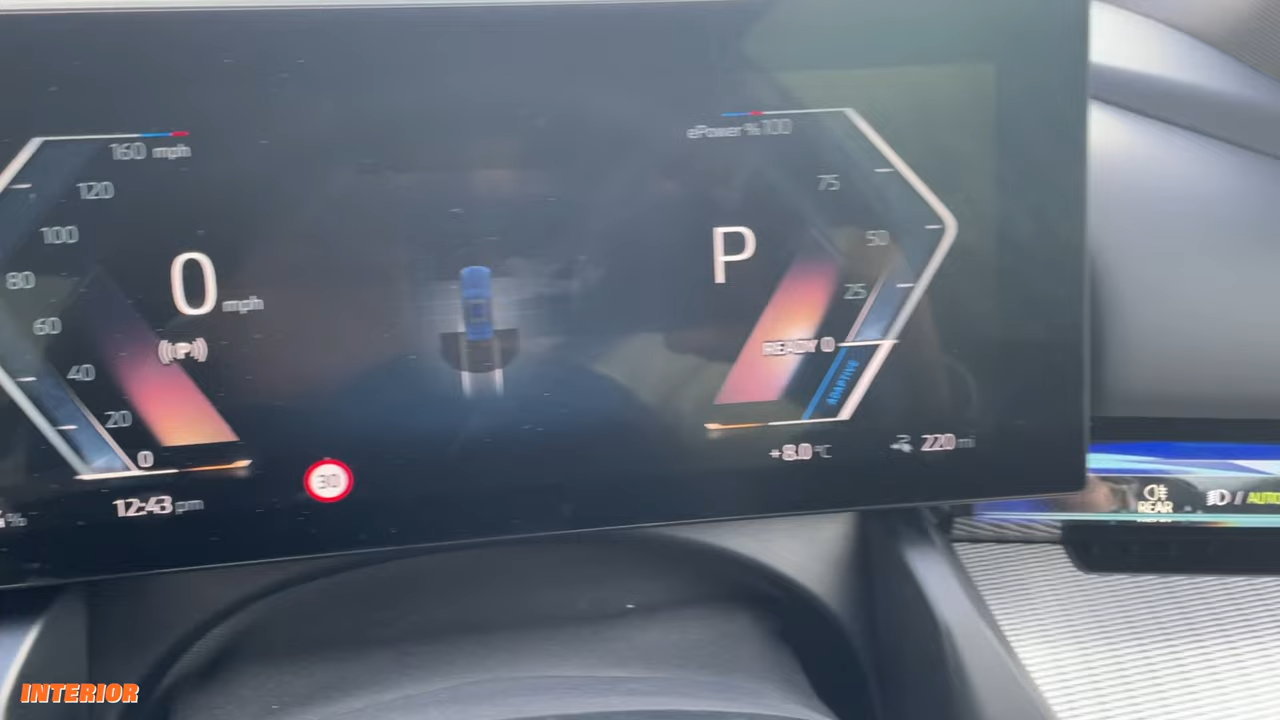 160 mph
120
100
80
60
40
20
0
0 mph
(P)
12:43 pm
%
30
ePower % 100
75
50
25
READY 0
ADAPTIVE
P
+8.0 °C
220 mi
REAR
AUTO
INTERIOR